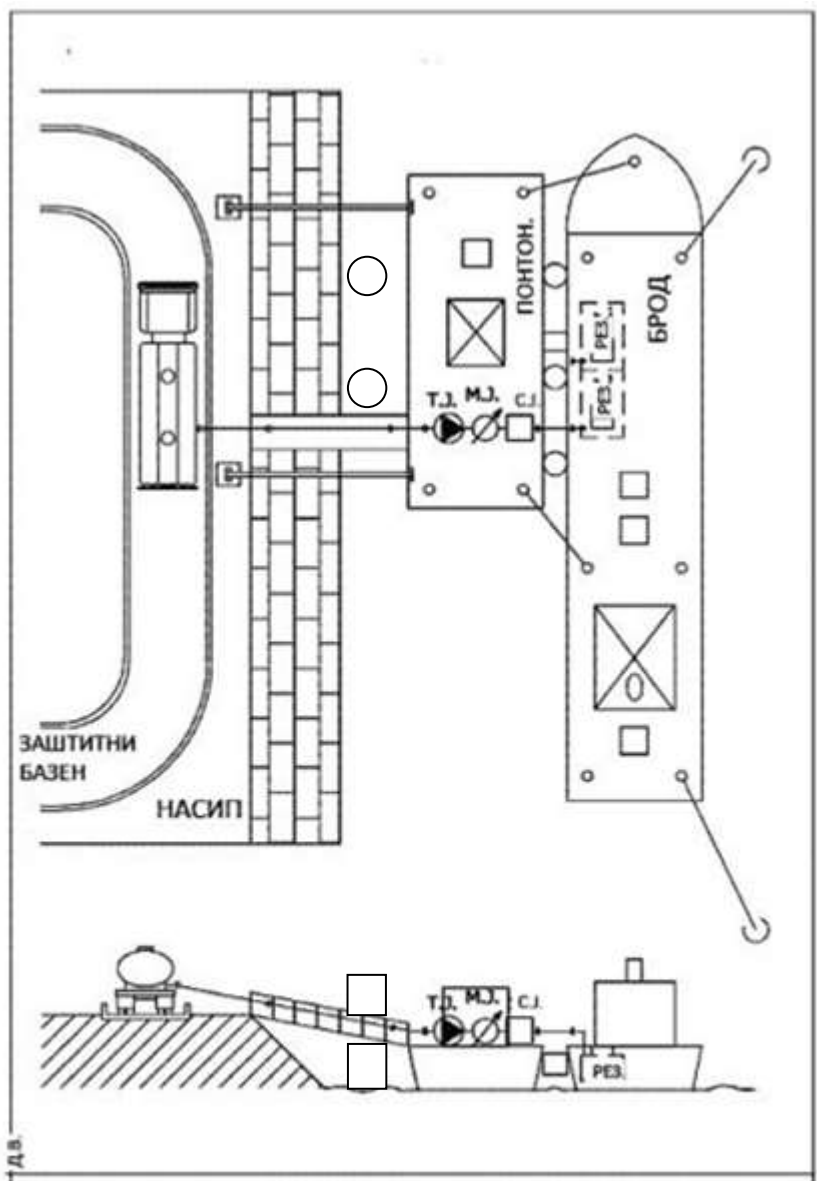 ПОНТОН.
БРОД
РЕЗ.
РЕЗ.
Т.Ј. М.Ј. С.Ј.
ЗАШТИТНИ
БАЗЕН
НАСИП
Т.Ј. М.Ј. С.Ј.
РЕЗ.
Д.В.